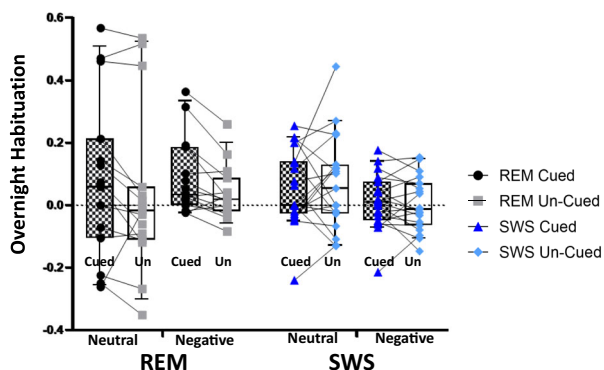 Overnight Habituation
0.6
0.4
0.2
0.0
-0.2
-0.4
Cued Un Cued Un Cued Un Cued Un
Neutral Negative Neutral Negative
REM SWS
REM Cued
REM Un-Cued
SWS Cued
SWS Un-Cued